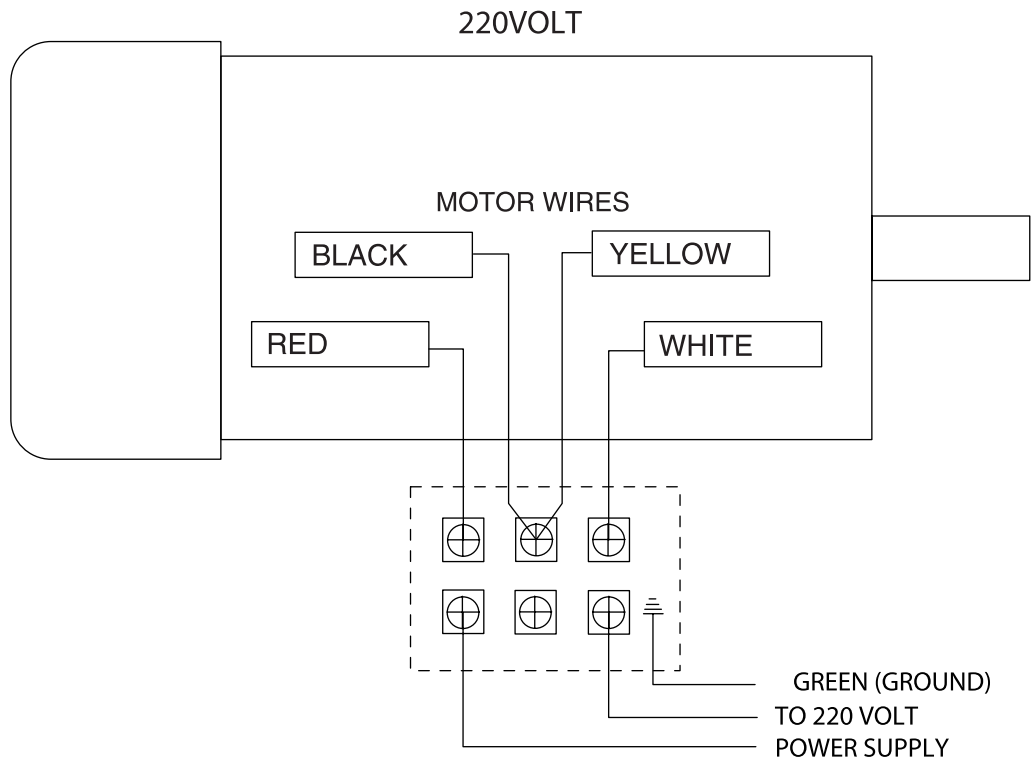 220VOLT
MOTOR WIRES
BLACK
YELLOW
RED
WHITE
GREEN (GROUND)
TO 220 VOLT
POWER SUPPLY